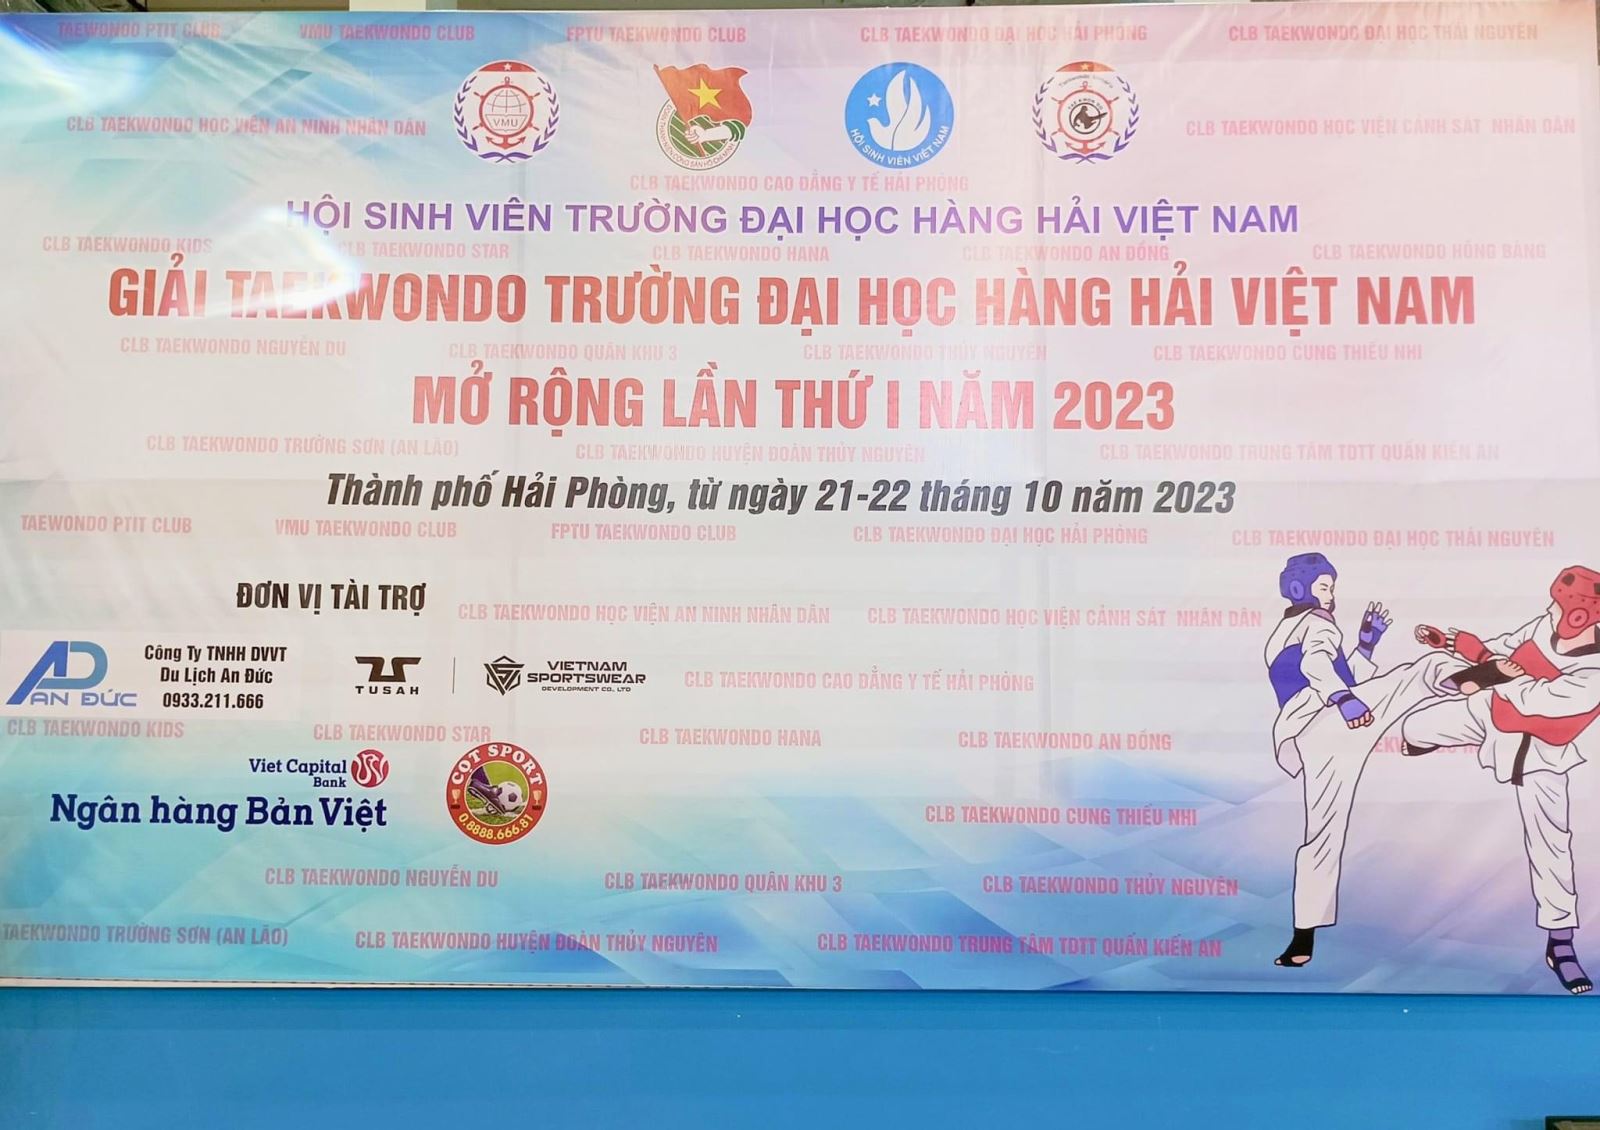 TAEWONDO PTIT CLUB VMU TAEKWONDO CLUB FPTU TAEKWONDO CLUB CLB TAEKWONDO ĐẠI HỌC HẢI PHÒNG CLB TAEKWONDO ĐẠI HỌC THÁI NGUYÊN
VMU
ĐOÀN THANH NIÊN CỘNG SẢN HỒ CHÍ MINH
HỘI SINH VIÊN VIỆT NAM
TAE KWON DO
CLB TAEKWONDO HỌC VIỆN AN NINH NHÂN DÂN CLB TAEKWONDO HỌC VIỆN CẢNH SÁT NHÂN DÂN
CLB TAEKWONDO CAO ĐẲNG Y TẾ HẢI PHÒNG
HỘI SINH VIÊN TRƯỜNG ĐẠI HỌC HÀNG HẢI VIỆT NAM
CLB TAEKWONDO KIDS CLB TAEKWONDO STAR CLB TAEKWONDO HANA CLB TAEKWONDO AN ĐỒNG CLB TAEKWONDO HỒNG BÀNG
GIẢI TAEKWONDO TRƯỜNG ĐẠI HỌC HÀNG HẢI VIỆT NAM
CLB TAEKWONDO NGUYỄN DU CLB TAEKWONDO QUÂN KHU 3 CLB TAEKWONDO THỦY NGUYÊN CLB TAEKWONDO CUNG THIẾU NHI
MỞ RỘNG LẦN THỨ I NĂM 2023
CLB TAEKWONDO TRƯỜNG SƠN (AN LÃO) CLB TAEKWONDO HUYỆN ĐOÀN THỦY NGUYÊN CLB TAEKWONDO TRUNG TÂM TDTT QUẬN KIẾN AN
Thành phố Hải Phòng, từ ngày 21-22 tháng 10 năm 2023
TAEWONDO PTIT CLUB VMU TAEKWONDO CLUB FPTU TAEKWONDO CLUB CLB TAEKWONDO ĐẠI HỌC HẢI PHÒNG CLB TAEKWONDO ĐẠI HỌC THÁI NGUYÊN
ĐƠN VỊ TÀI TRỢ
CLB TAEKWONDO HỌC VIỆN AN NINH NHÂN DÂN CLB TAEKWONDO HỌC VIỆN CẢNH SÁT NHÂN DÂN
AD
AN ĐỨC
Công Ty TNHH DVVT
Du Lịch An Đức
0933.211.666
TUSAH
VIETNAM
SPORTSWEAR
DEVELOPMENT CO., LTD
CLB TAEKWONDO CAO ĐẲNG Y TẾ HẢI PHÒNG
CLB TAEKWONDO KIDS CLB TAEKWONDO STAR CLB TAEKWONDO HANA CLB TAEKWONDO AN ĐỒNG
Viet Capital
Bank
Ngân hàng Bản Việt
CQT SPORT
0.8888.666.81
CLB TAEKWONDO CUNG THIẾU NHI
CLB TAEKWONDO NGUYỄN DU CLB TAEKWONDO QUÂN KHU 3 CLB TAEKWONDO THỦY NGUYÊN
TAEKWONDO TRƯỜNG SƠN (AN LÃO) CLB TAEKWONDO HUYỆN ĐOÀN THỦY NGUYÊN CLB TAEKWONDO TRUNG TÂM TDTT QUẬN KIẾN AN